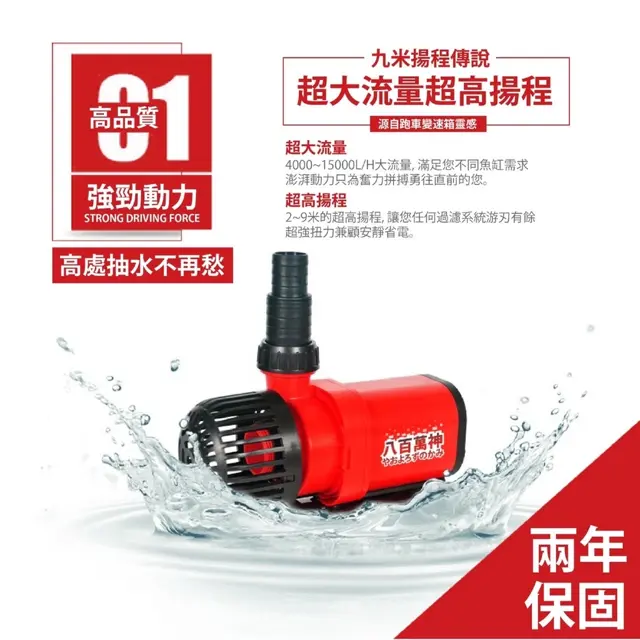 01
高品質
強勁動力
STRONG DRIVING FORCE
高處抽水不再愁
九米揚程傳說
超大流量超高揚程
源自跑車變速箱靈感
超大流量
4000~15000L/H大流量, 滿足您不同魚缸需求
澎湃動力只為奮力拼搏勇往直前的您。
超高揚程
2~9米的超高揚程, 讓您任何過濾系統游刃有餘
超強扭力兼顧安靜省電。
八百萬神
やおよろずのかみ
兩年
保固